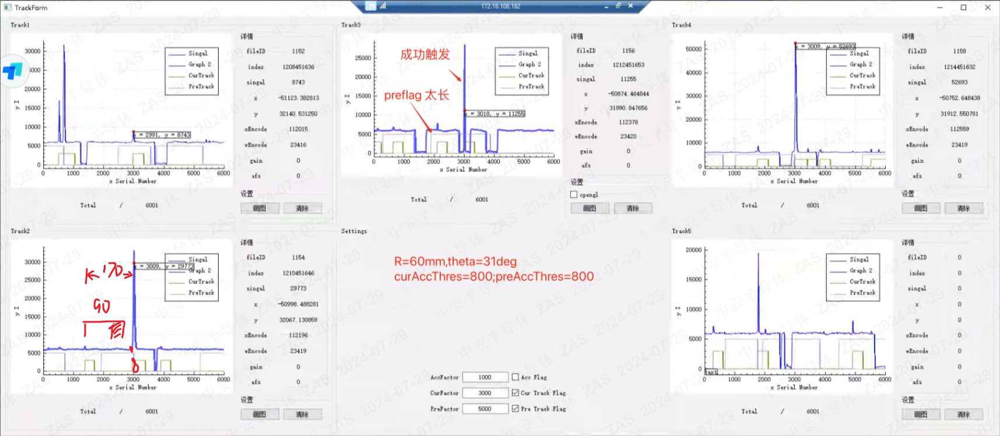 TrackForm
172.16.108.182
Track1
30000
5000
20000
15000
10000
5000
0
0 1000 2000 3000 4000 5000 6000
y I
x Serial Number
Singal
Graph 2
CurTrack
PreTrack
x = 2991, y = 8743
Total / 6001
详情
fileID 1152
index 1208451636
singal 8743
x -51123.382813
y 32140.531250
xEncode 112015
wEncode 23416
gain 0
afs 0
设置
画图 清除
Track3
25000
20000
15000
10000
5000
0
0 1000 2000 3000 4000 5000 6000
y I
x Serial Number
Singal
Graph 2
CurTrack
PreTrack
成功触发
preflag 太长
x = 3018, y = 11255
Total / 6001
详情
fileID 1156
index 1212451653
singal 11255
x -50874.464844
y 31990.847656
xEncode 112378
wEncode 23420
gain 0
afs 0
设置
opengl
画图 清除
Track4
50000
40000
30000
20000
10000
0
0 1000 2000 3000 4000 5000 6000
y I
x Serial Number
x = 3009, y = 52693
Singal
Graph 2
CurTrack
PreTrack
Total / 6001
详情
fileID 1158
index 1214451632
singal 52693
x -50752.648438
y 31912.550781
xEncode 112559
wEncode 23419
gain 0
afs 0
设置
画图 清除
Track2
30000
25000
20000
15000
10000
5000
0
0 1000 2000 3000 4000 5000 6000
y I
x Serial Number
Singal
Graph 2
CurTrack
PreTrack
x = 3009, y = 29773
170
90
Total / 6001
详情
fileID 1154
index 1210451646
singal 29773
x -50998.488281
y 32067.130859
xEncode 112196
wEncode 23419
gain 0
afs 0
设置
画图 清除
Settings
R=60mm,theta=31deg
curAccThres=800;preAccThres=800
AccFactor 1000 Acc Flag
CurFactor 3000 Cur Track Flag
PreFactor 5000 Pre Track Flag
Track5
20000
15000
10000
5000
0
0 1000 2000 3000 4000 5000 6000
y I
x Serial Number
Singal
Graph 2
CurTrack
PreTrack
text
Total / 6001
详情
fileID 0
index 0
singal 0
x 0
y 0
xEncode 0
wEncode 0
gain 0
afs 0
设置
画图 清除
中安半导体 ZAS 2024-07-29